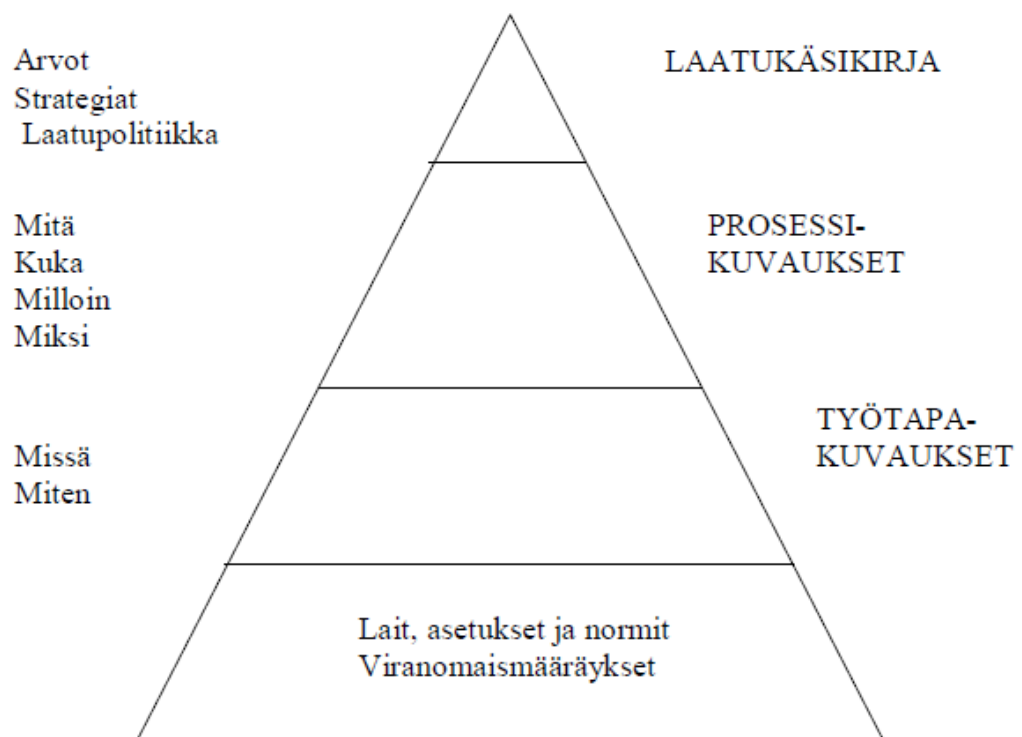 Arvot
Strategiat
Laatupolitiikka
LAATUKÄSIKIRJA
Mitä
Kuka
Milloin
Miksi
PROSESSI-
KUVAUKSET
Missä
Miten
TYÖTAPA-
KUVAUKSET
Lait, asetukset ja normit
Viranomaismääräykset